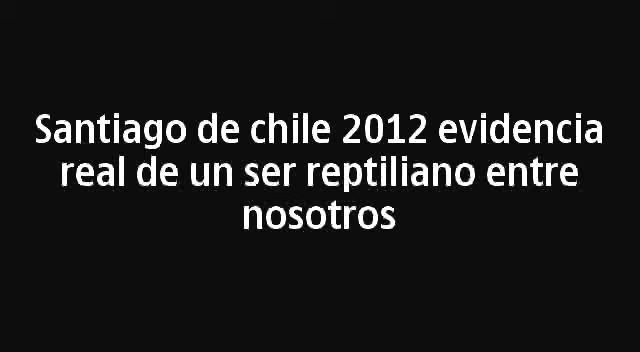 Santiago de chile 2012 evidencia
real de un ser reptiliano entre
nosotros